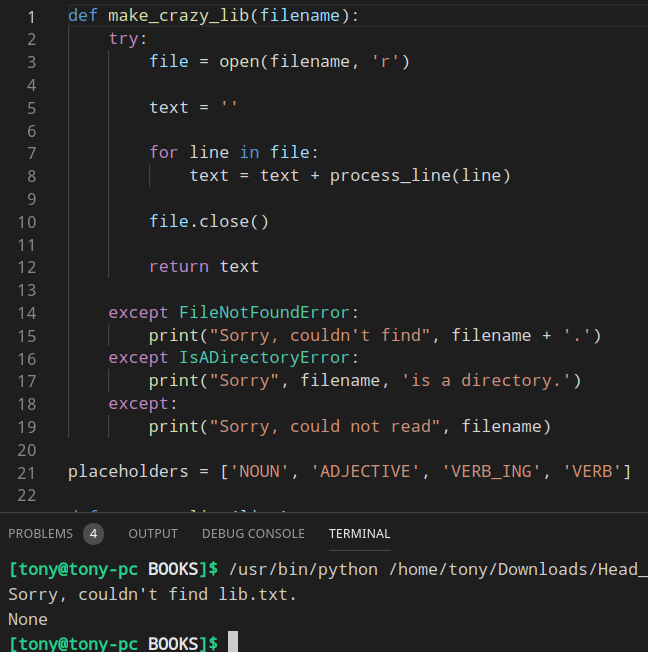 1 def make_crazy_lib(filename):
2 try:
3 file = open(filename, 'r')
4
5 text = ''
6
7 for line in file:
8 text = text + process_line(line)
9
10 file.close()
11
12 return text
13
14 except FileNotFoundError:
15 print("Sorry, couldn't find", filename + '.')
16 except IsADirectoryError:
17 print("Sorry", filename, 'is a directory.')
18 except:
19 print("Sorry, could not read", filename)
20
21 placeholders = ['NOUN', 'ADJECTIVE', 'VERB_ING', 'VERB']
22
PROBLEMS 4 OUTPUT DEBUG CONSOLE TERMINAL
[tony@tony-pc BOOKS]$ /usr/bin/python /home/tony/Downloads/Head_
Sorry, couldn't find lib.txt.
None
[tony@tony-pc BOOKS]$